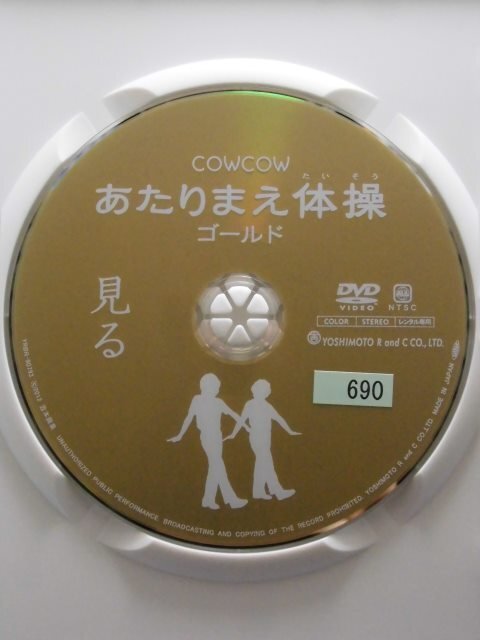 COWCOW
たいそう
あたりまえ体操
ゴールド
見る
DVD
VIDEO
NTSC
COLOR STEREO レンタル専用
YOSHIMOTO R and C CO., LTD.
690
UNAUTHORIZED PUBLIC PERFORMANCE, BROADCASTING AND COPYING OF THE RECORD PROHIBITED. YOSHIMOTO R and C CO.,LTD. MADE IN JAPAN